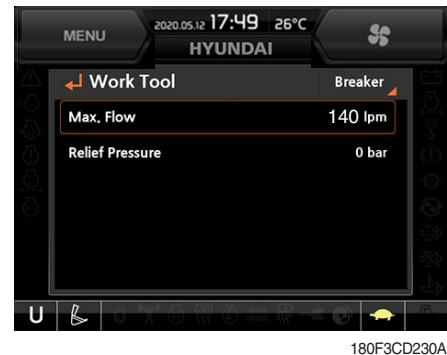 MENU
2020.05.12 17:49 26°C
HYUNDAI
Work Tool
Breaker
Max. Flow
140 lpm
Relief Pressure
0 bar
U
180F3CD230A